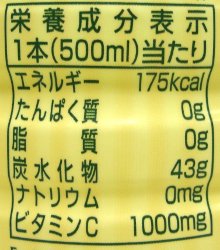 栄養成分表示
1本(500ml)当たり
エネルギー 175kcal
たんぱく質 0g
脂質 0g
炭水化物 43g
ナトリウム 0mg
ビタミンC 1000mg